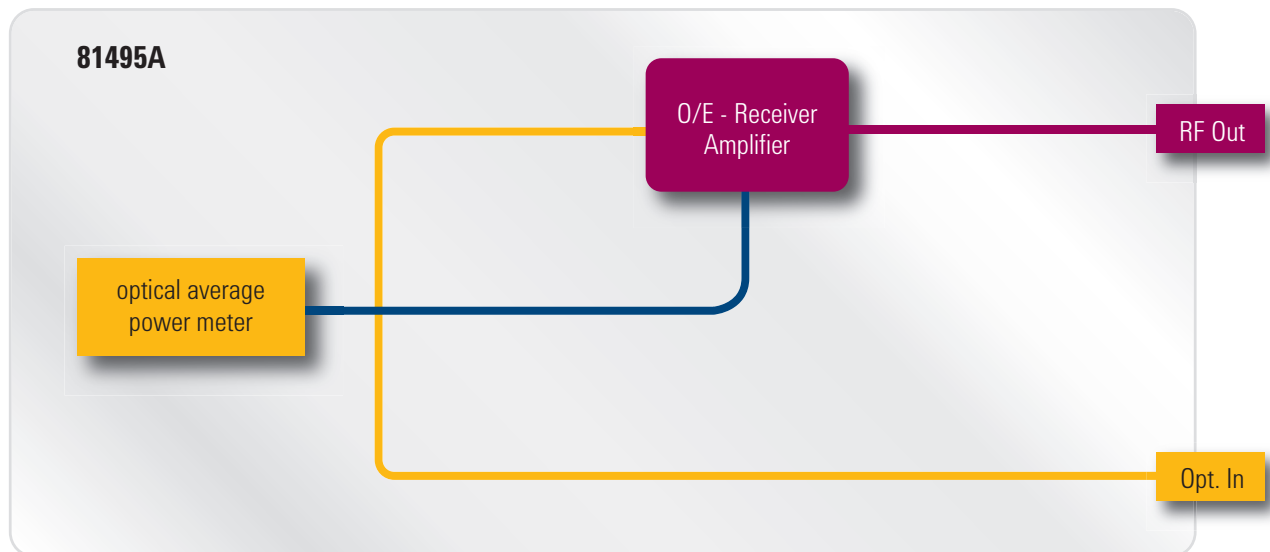 81495A
O/E - Receiver
Amplifier
RF Out
optical average
power meter
Opt. In